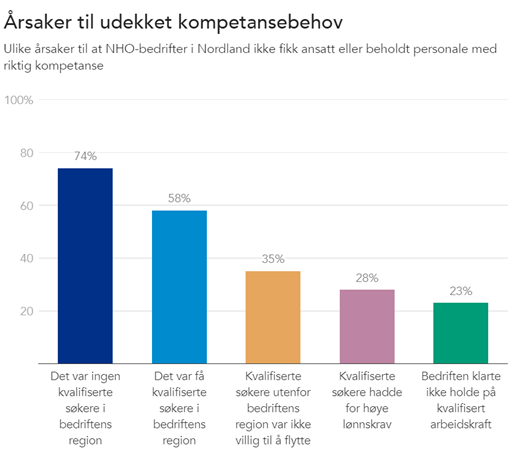 Årsaker til udekket kompetansebehov
Ulike årsaker til at NHO-bedrifter i Nordland ikke fikk ansatt eller beholdt personale med
riktig kompetanse
100%
80
60
40
20
74%
58%
35%
28%
23%
Det var ingen
kvalifiserte
søkere i
bedriftens
region
Det var få
kvalifiserte
søkere i
bedriftens
region
Kvalifiserte
søkere utenfor
bedriftens
region var ikke
villig til å flytte
Kvalifiserte
søkere hadde
for høye
lønnskrav
Bedriften klarte
ikke holde på
kvalifisert
arbeidskraft